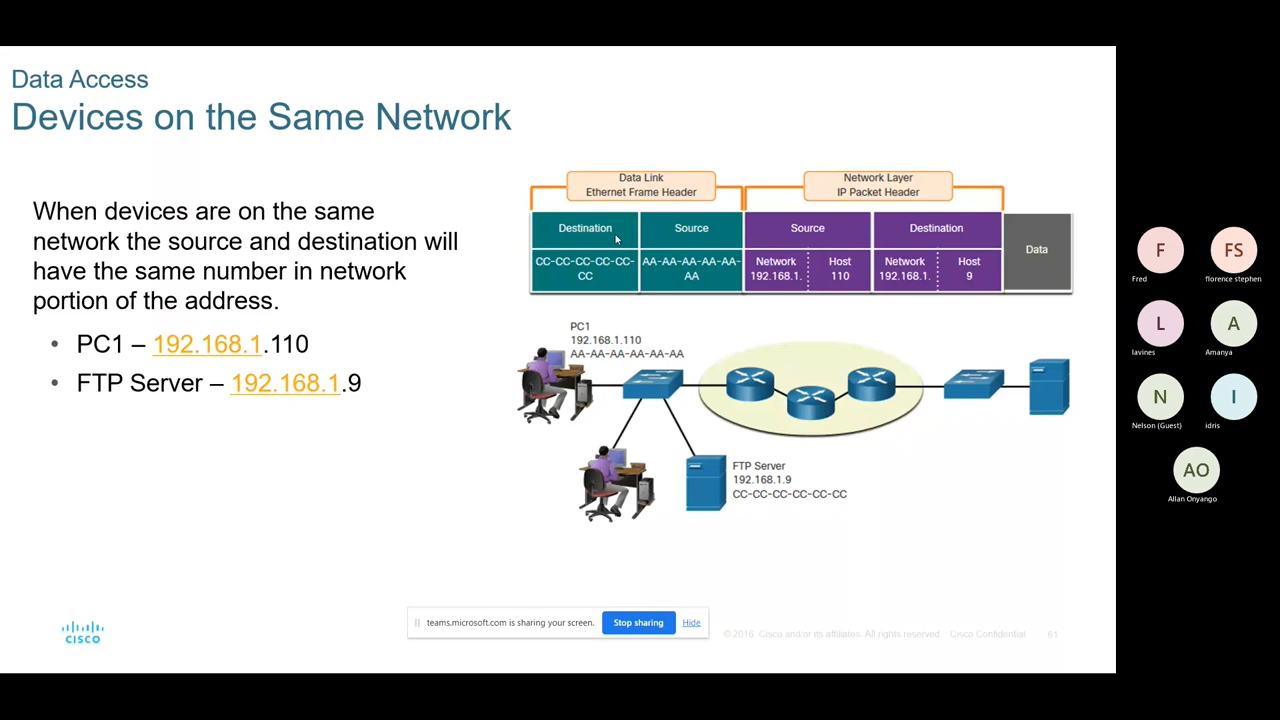 Data Access
Devices on the Same Network
When devices are on the same
network the source and destination will
have the same number in network
portion of the address.
• PC1 – 192.168.1.110
• FTP Server – 192.168.1.9
Data Link
Ethernet Frame Header
Network Layer
IP Packet Header
Destination
Source
Source
Destination
Data
CC-CC-CC-CC-CC-
CC
AA-AA-AA-AA-AA-
AA
Network
192.168.1.
Host
110
Network
192.168.1.
Host
9
PC1
192.168.1.110
AA-AA-AA-AA-AA-AA
FTP Server
192.168.1.9
CC-CC-CC-CC-CC-CC
CISCO
teams.microsoft.com is sharing your screen.
Stop sharing
Hide
© 2016 Cisco and/or its affiliates. All rights reserved
Cisco Confidential
61
F
Fred
FS
florence stephen
L
lavines
A
Amanya
N
Nelson (Guest)
I
idris
AO
Allan Onyango